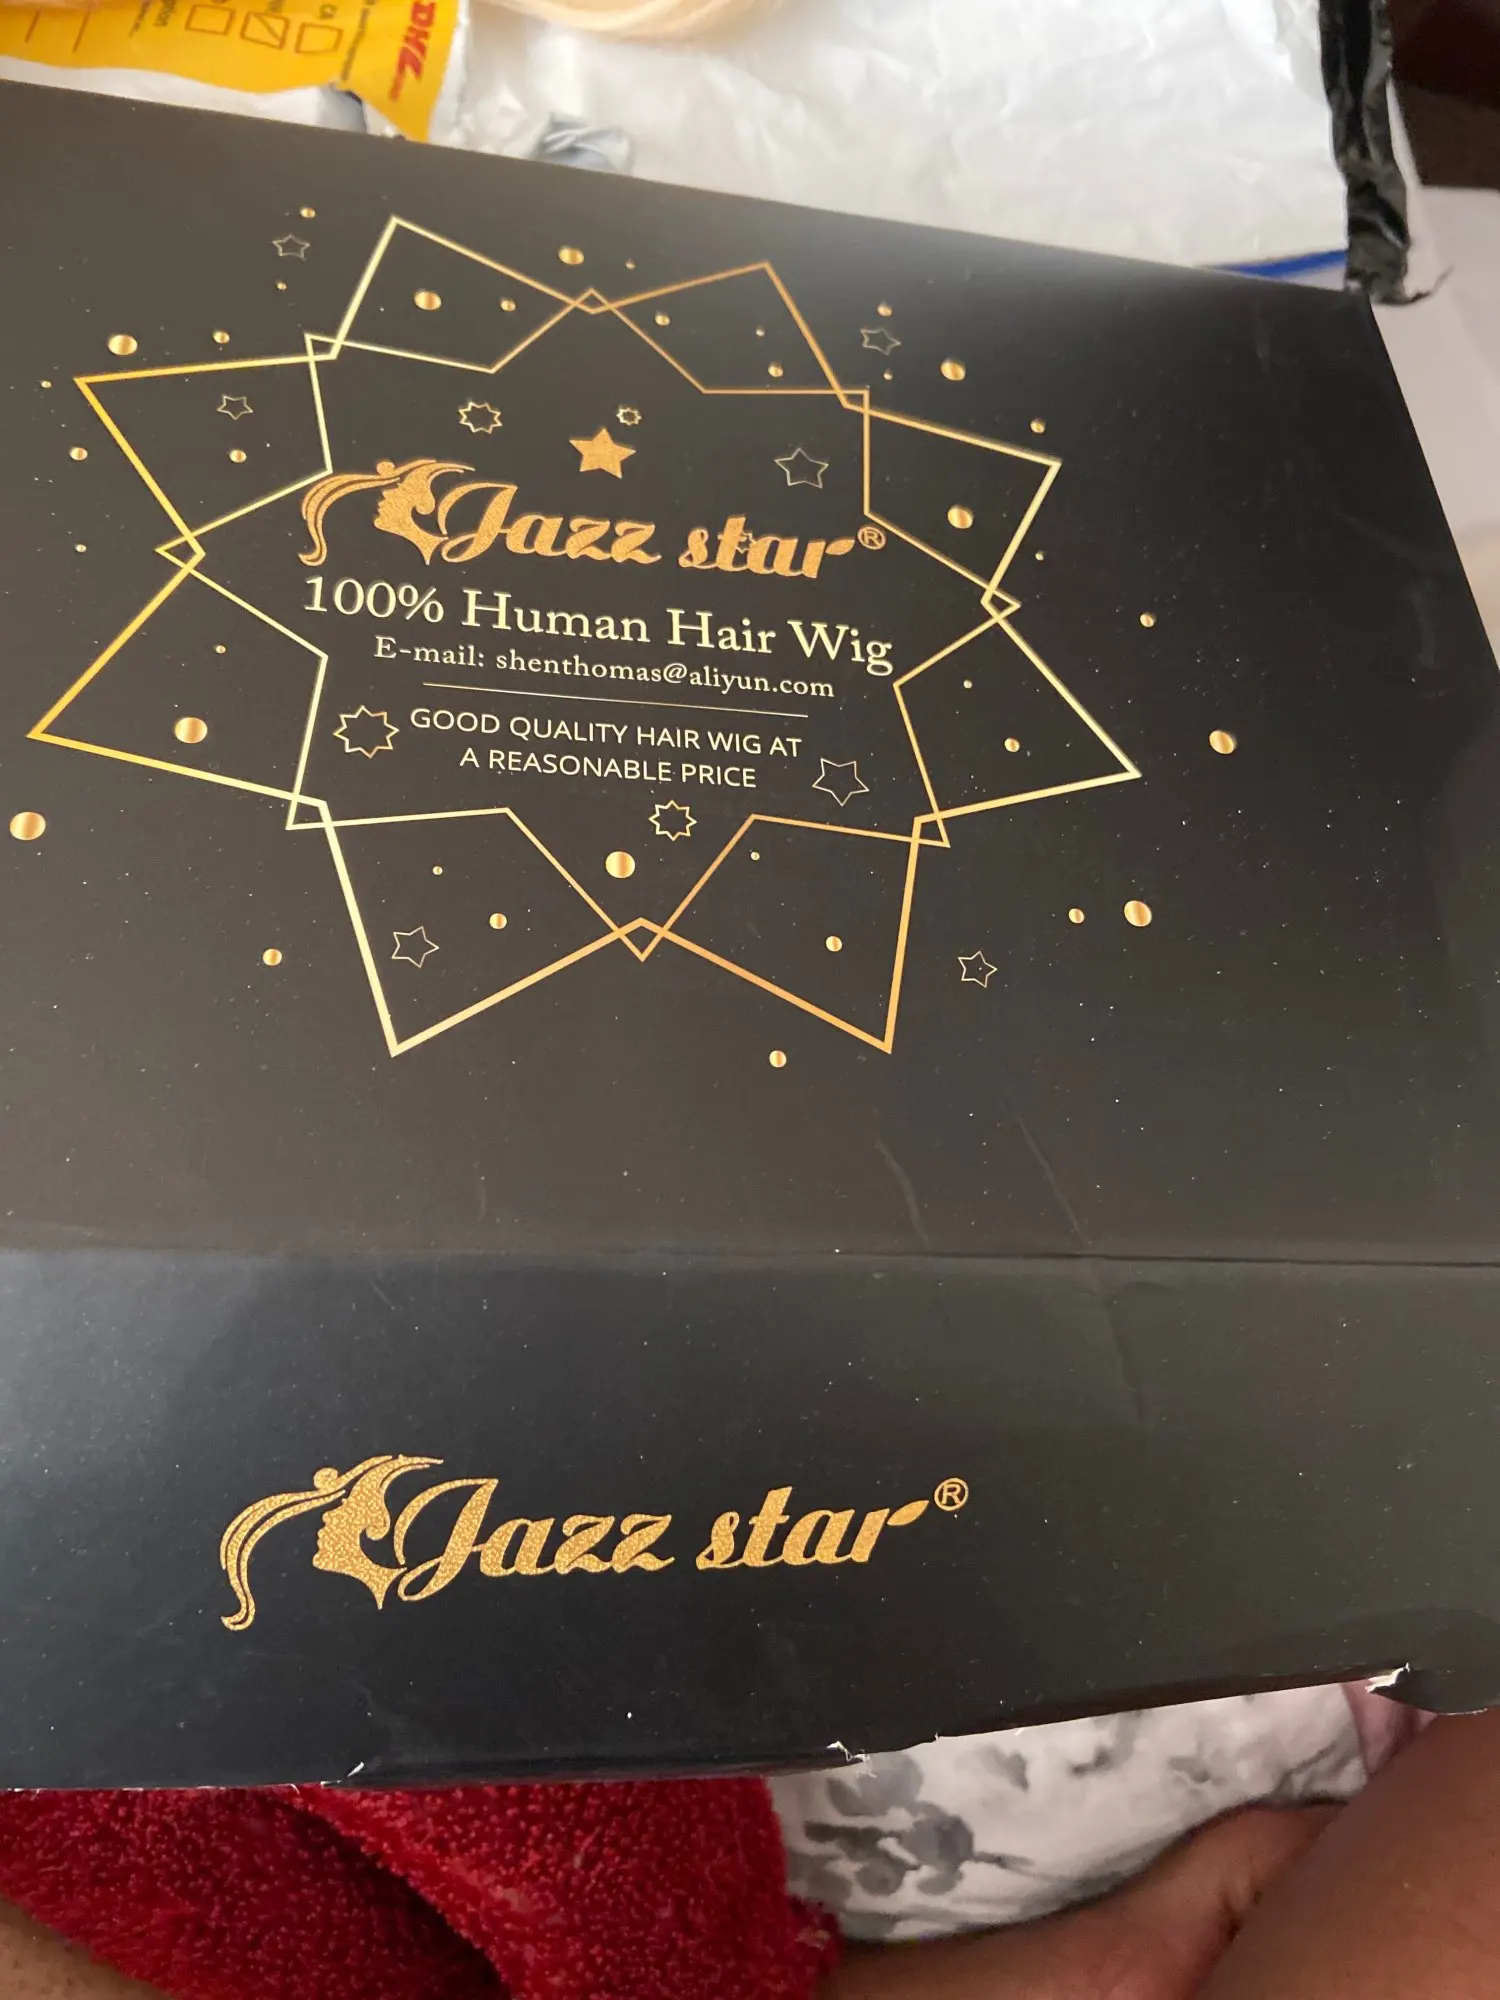 DHL
Jazz star®
100% Human Hair Wig
E-mail: shenthomas@aliyun.com
GOOD QUALITY HAIR WIG AT
A REASONABLE PRICE
Jazz star®